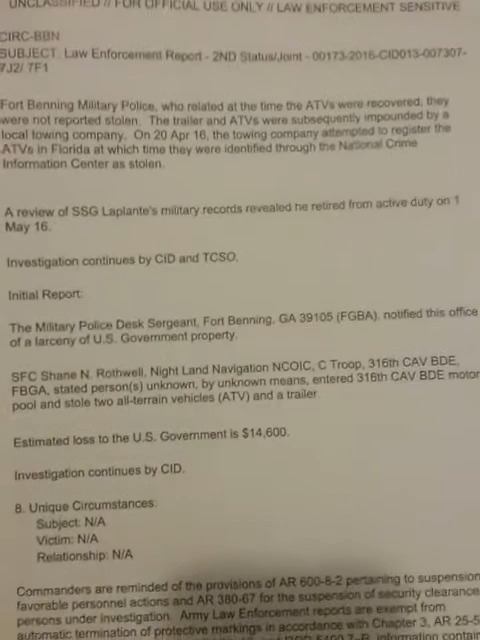 UNCLASSIFIED // FOR OFFICIAL USE ONLY // LAW ENFORCEMENT SENSITIVE
CIRC-BBN
SUBJECT: Law Enforcement Report - 2ND Status/Joint - 00173-2016-CID013-007307-
7J2/ 7F1
Fort Benning Military Police, who related at the time the ATVs were recovered, they
were not reported stolen. The trailer and ATVs were subsequently impounded by a
local towing company. On 20 Apr 16, the towing company attempted to register the
ATVs in Florida at which time they were identified through the National Crime
Information Center as stolen.
A review of SSG Laplante's military records revealed he retired from active duty on 1
May 16.
Investigation continues by CID and TCSO.
Initial Report:
The Military Police Desk Sergeant, Fort Benning, GA 39105 (FGBA), notified this office
of a larceny of U.S. Government property.
SFC Shane N. Rothwell, Night Land Navigation NCOIC, C Troop, 316th CAV BDE,
FBGA, stated person(s) unknown, by unknown means, entered 316th CAV BDE motor
pool and stole two all-terrain vehicles (ATV) and a trailer.
Estimated loss to the U.S. Government is $14,600.
Investigation continues by CID.
8. Unique Circumstances:
Subject: N/A
Victim: N/A
Relationship: N/A
Commanders are reminded of the provisions of AR 600-8-2 pertaining to suspension
favorable personnel actions and AR 380-67 for the suspension of security clearance
persons under investigation. Army Law Enforcement reports are exempt from
automatic termination of protective markings in accordance with Chapter 3, AR 25-5
information contain